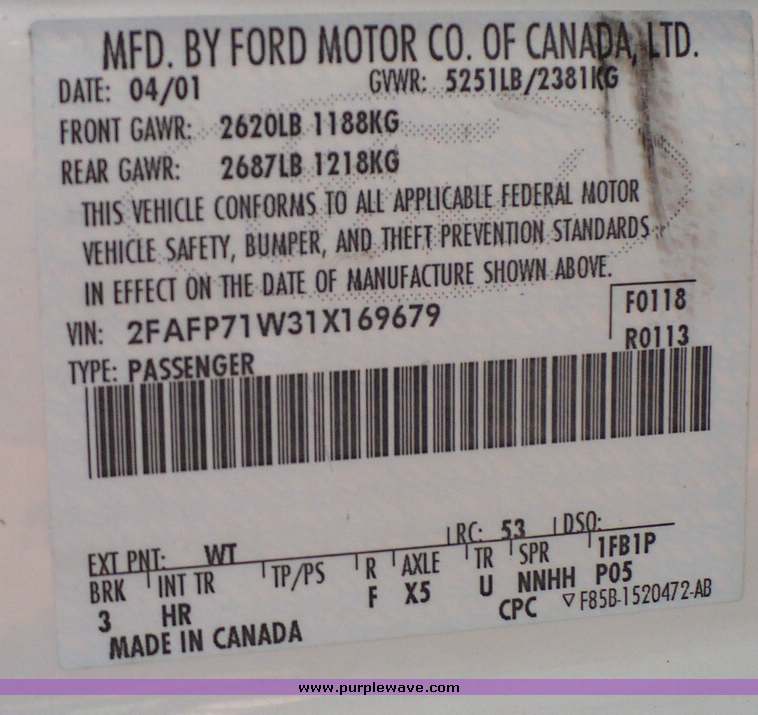 MFD. BY FORD MOTOR CO. OF CANADA, LTD.
DATE: 04/01 GVWR: 5251LB/2381KG
FRONT GAWR: 2620LB 1188KG
REAR GAWR: 2687LB 1218KG
THIS VEHICLE CONFORMS TO ALL APPLICABLE FEDERAL MOTOR
VEHICLE SAFETY, BUMPER, AND THEFT PREVENTION STANDARDS
IN EFFECT ON THE DATE OF MANUFACTURE SHOWN ABOVE.
VIN: 2FAFP71W31X169679 F0118
TYPE: PASSENGER R0113
EXT PNT: WT RC: 53 DSO:
BRK INT TR TP/PS R AXLE TR SPR 1FB1P
3 HR F X5 U NNHH P05
MADE IN CANADA CPC ▽ F85B-1520472-AB
www.purplewave.com